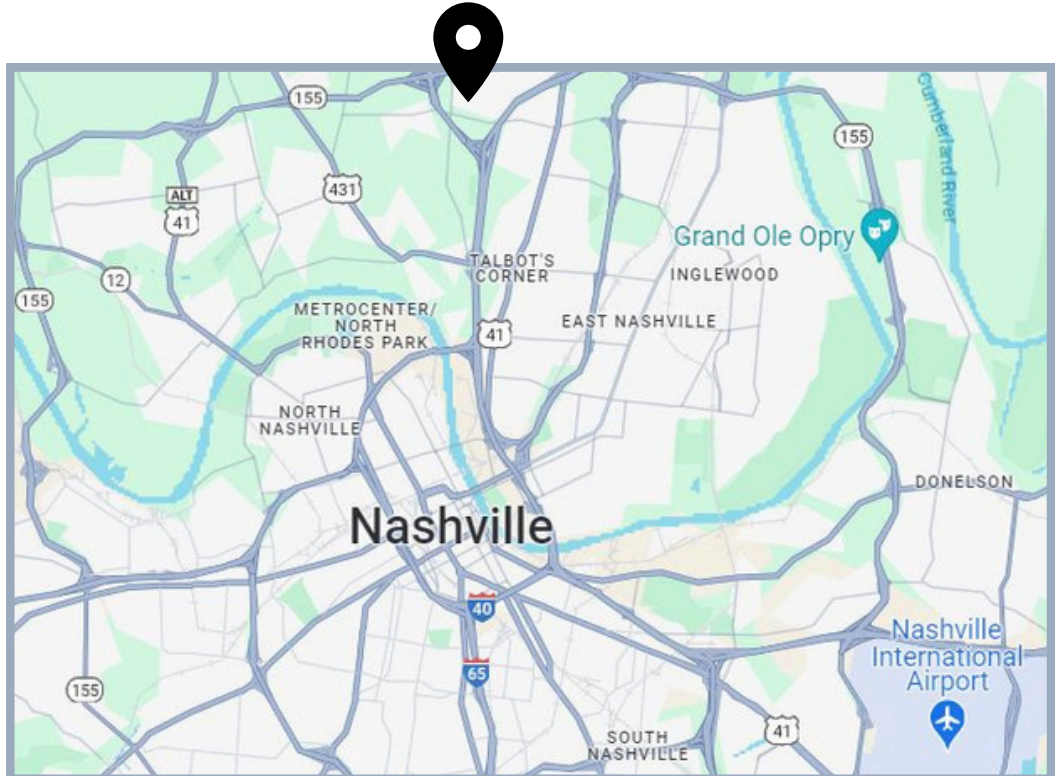 155
Cumberland River
155
431
ALT
41
Grand Ole Opry
TALBOT'S
CORNER
INGLEWOOD
12
155
METROCENTER/
NORTH
RHODES PARK
EAST NASHVILLE
41
NORTH
NASHVILLE
DONELSON
Nashville
40
Nashville
International
Airport
65
155
41
SOUTH
NASHVILLE